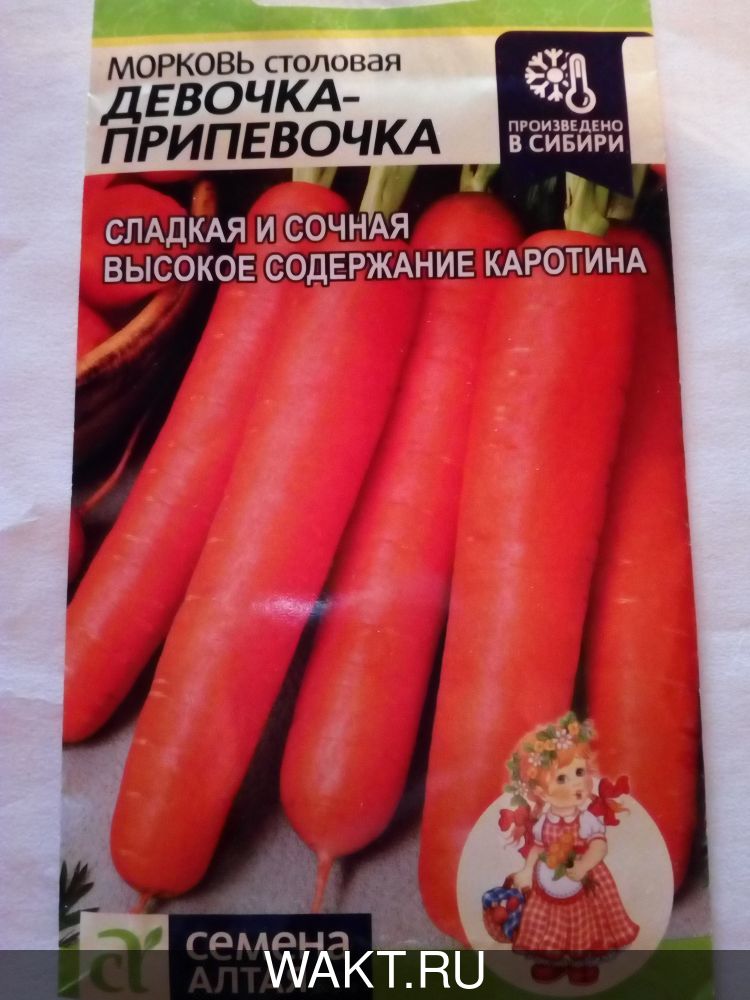 МОРКОВЬ столовая
ДЕВОЧКА-
ПРИПЕВОЧКА
ПРОИЗВЕДЕНО
В СИБИРИ
СЛАДКАЯ И СОЧНАЯ
ВЫСОКОЕ СОДЕРЖАНИЕ КАРОТИНА
семена
АЛТАЯ
WAKT.RU